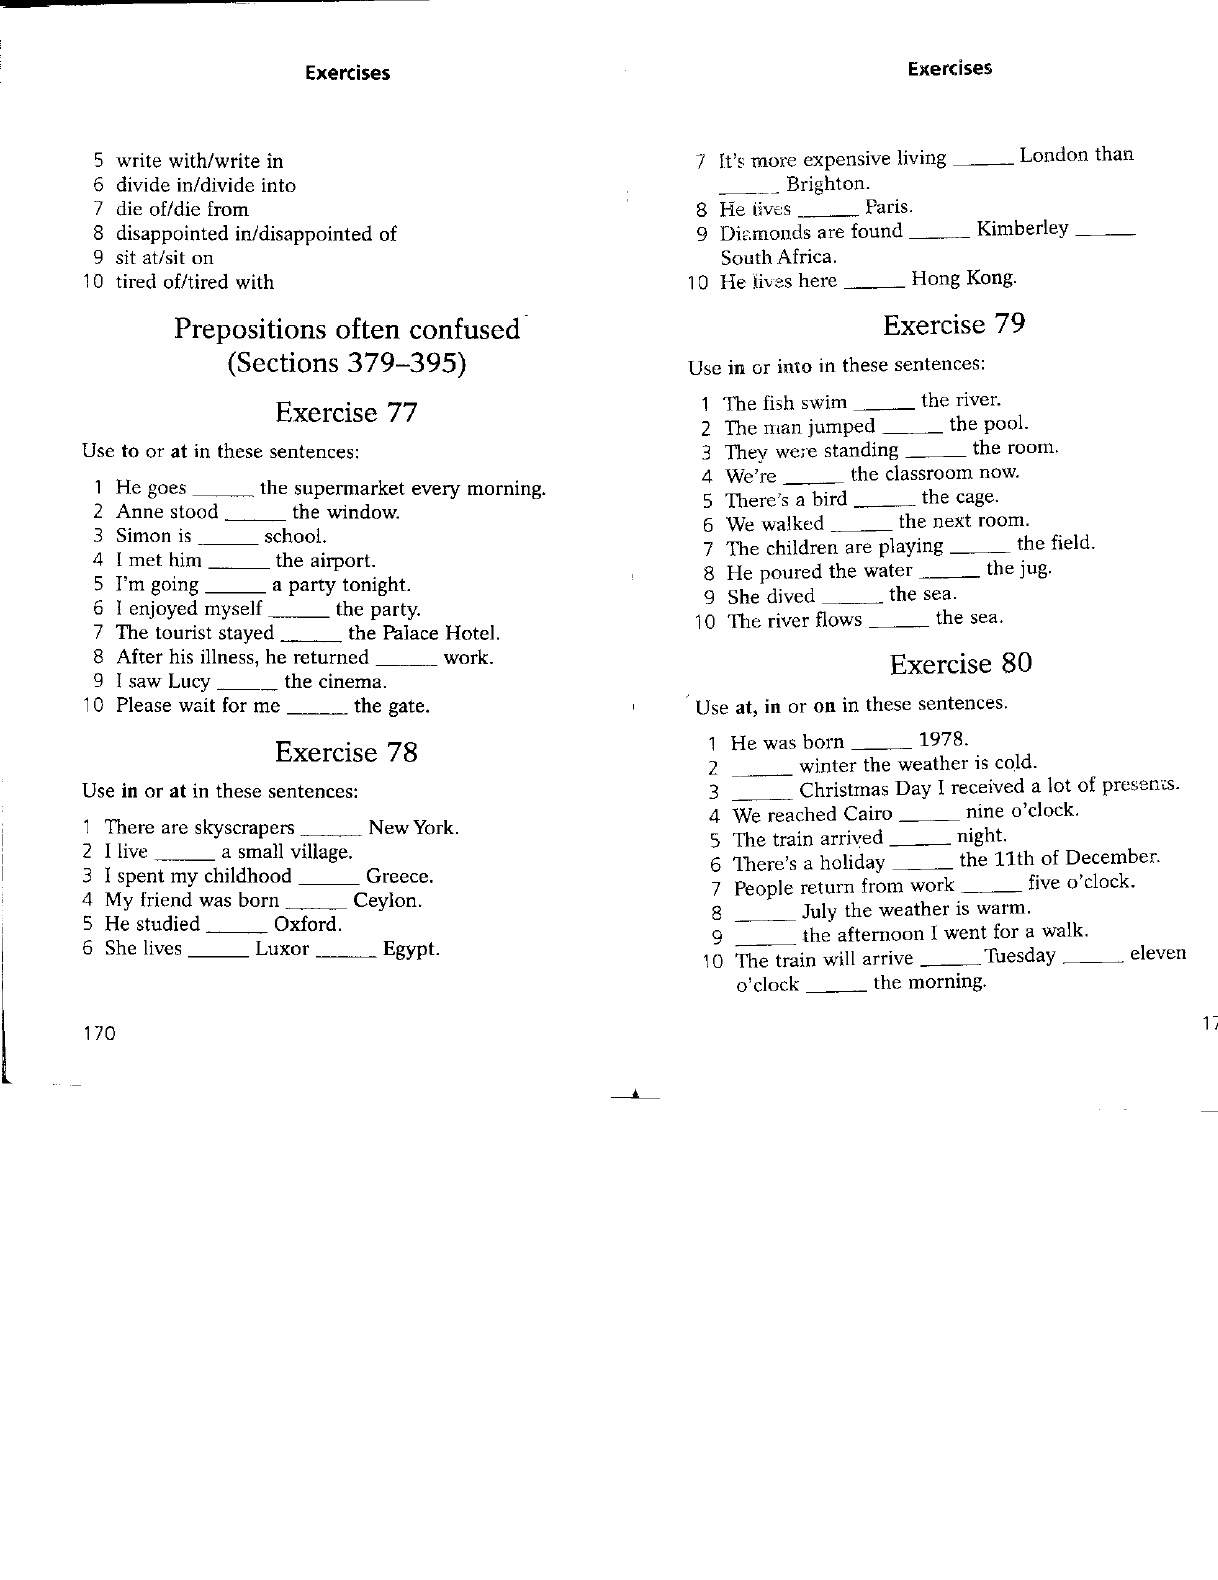 Exercises
5 write with/write in
6 divide in/divide into
7 die of/die from
8 disappointed in/disappointed of
9 sit at/sit on
10 tired of/tired with
Prepositions often confused
(Sections 379–395)
Exercise 77
Use to or at in these sentences:
1 He goes ______ the supermarket every morning.
2 Anne stood ______ the window.
3 Simon is ______ school.
4 I met him ______ the airport.
5 I'm going ______ a party tonight.
6 I enjoyed myself ______ the party.
7 The tourist stayed ______ the Palace Hotel.
8 After his illness, he returned ______ work.
9 I saw Lucy ______ the cinema.
10 Please wait for me ______ the gate.
Exercise 78
Use in or at in these sentences:
1 There are skyscrapers ______ New York.
2 I live ______ a small village.
3 I spent my childhood ______ Greece.
4 My friend was born ______ Ceylon.
5 He studied ______ Oxford.
6 She lives ______ Luxor ______ Egypt.
170
Exercises
7 It's more expensive living ______ London than
______ Brighton.
8 He lives ______ Paris.
9 Diamonds are found ______ Kimberley ______
South Africa.
10 He lives here ______ Hong Kong.
Exercise 79
Use in or into in these sentences:
1 The fish swim ______ the river.
2 The man jumped ______ the pool.
3 They were standing ______ the room.
4 We're ______ the classroom now.
5 There's a bird ______ the cage.
6 We walked ______ the next room.
7 The children are playing ______ the field.
8 He poured the water ______ the jug.
9 She dived ______ the sea.
10 The river flows ______ the sea.
Exercise 80
Use at, in or on in these sentences.
1 He was born ______ 1978.
2 ______ winter the weather is cold.
3 ______ Christmas Day I received a lot of presents.
4 We reached Cairo ______ nine o'clock.
5 The train arrived ______ night.
6 There's a holiday ______ the 11th of December.
7 People return from work ______ five o'clock.
8 ______ July the weather is warm.
9 ______ the afternoon I went for a walk.
10 The train will arrive ______ Tuesday ______ eleven
o'clock ______ the morning.